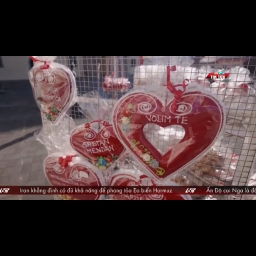 VOLIM TE
SRETAN
Iran khẳng định có đủ khả năng để phong tỏa Eo biển Hormuz
Ấn Độ coi Nga là đ